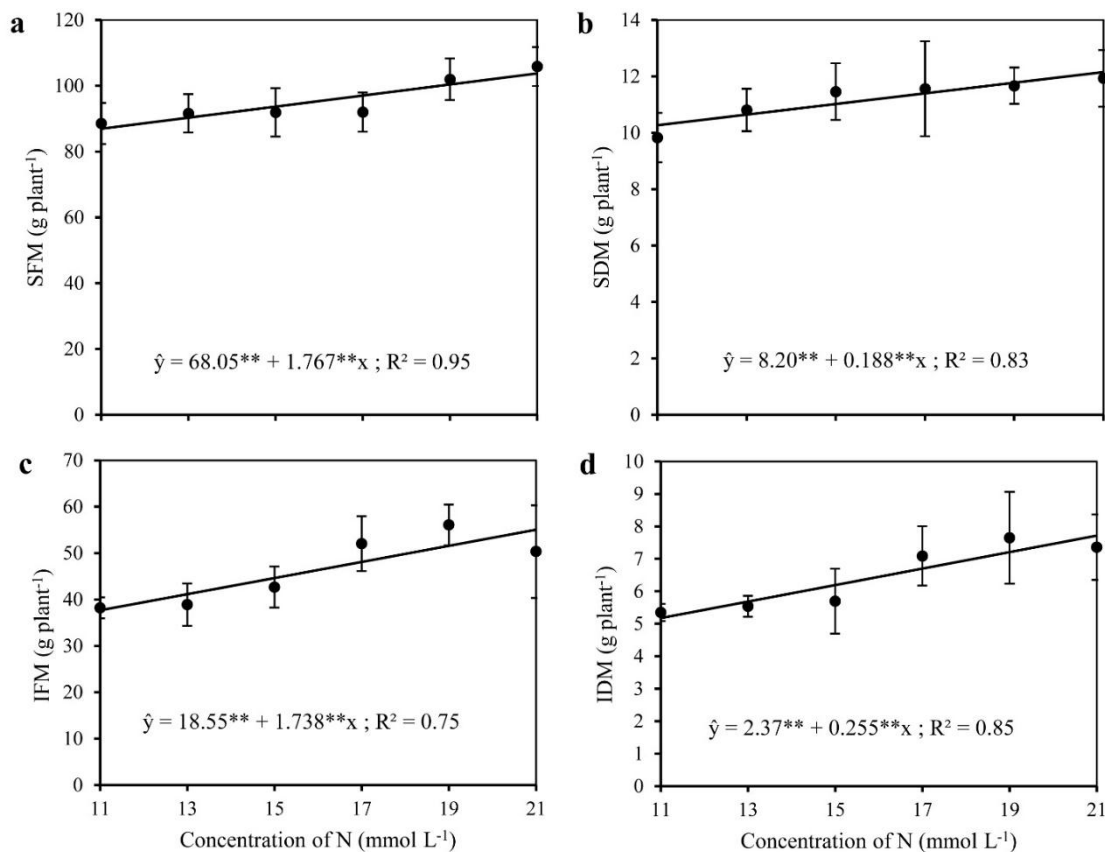 a
120
100
80
60
40
20
0
SFM (g plant⁻¹)
ŷ = 68.05** + 1.767**x ; R² = 0.95
b
14
12
10
8
6
4
2
0
SDM (g plant⁻¹)
ŷ = 8.20** + 0.188**x ; R² = 0.83
c
70
60
50
40
30
20
10
0
IFM (g plant⁻¹)
ŷ = 18.55** + 1.738**x ; R² = 0.75
11 13 15 17 19 21
Concentration of N (mmol L⁻¹)
d
10
9
8
7
6
5
4
3
2
1
0
IDM (g plant⁻¹)
ŷ = 2.37** + 0.255**x ; R² = 0.85
11 13 15 17 19 21
Concentration of N (mmol L⁻¹)